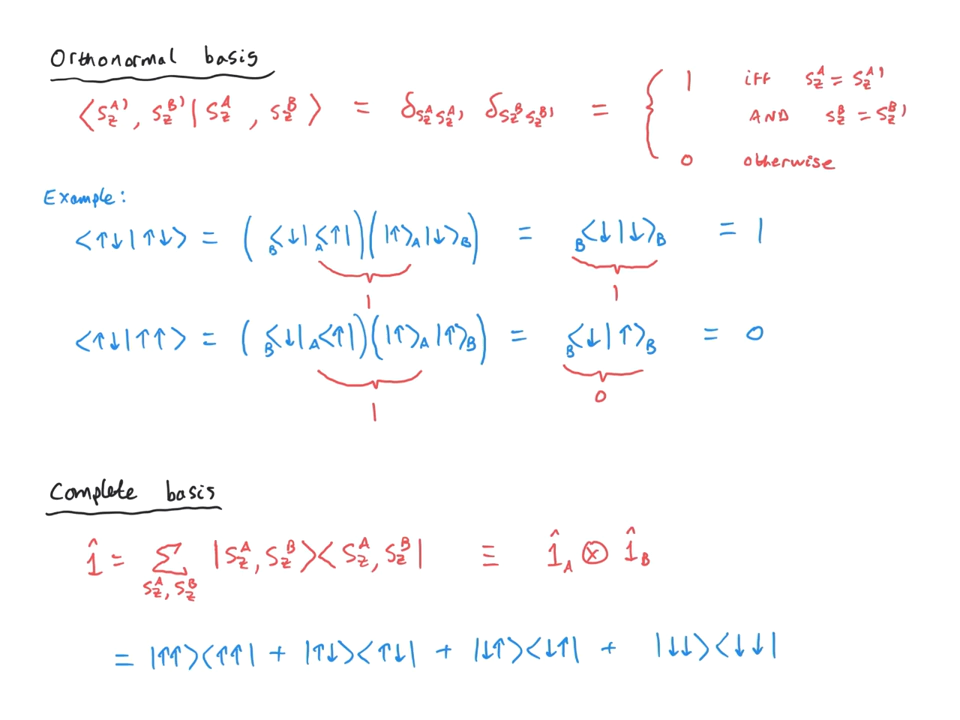 Orthonormal basis
⟨S_z^A', S_z^B' | S_z^A, S_z^B⟩ = δ_{S_z^A S_z^A'} δ_{S_z^B S_z^B'} = { 1 iff S_z^A = S_z^A'
AND S_z^B = S_z^B'
0 otherwise
Example:
<↑↓|↑↓> = ( _B<↓| _A<↑| )( |↑>_A |↓>_B ) = _B<↓|↓>_B = 1
1 1
<↑↓|↑↑> = ( _B<↓| _A<↑| )( |↑>_A |↑>_B ) = _B<↓|↑>_B = 0
1 0
Complete basis
1̂ = Σ_{S_z^A, S_z^B} |S_z^A, S_z^B><S_z^A, S_z^B| ≡ 1̂_A ⊗ 1̂_B
= |↑↑><↑↑| + |↑↓><↑↓| + |↓↑><↓↑| + |↓↓><↓↓|